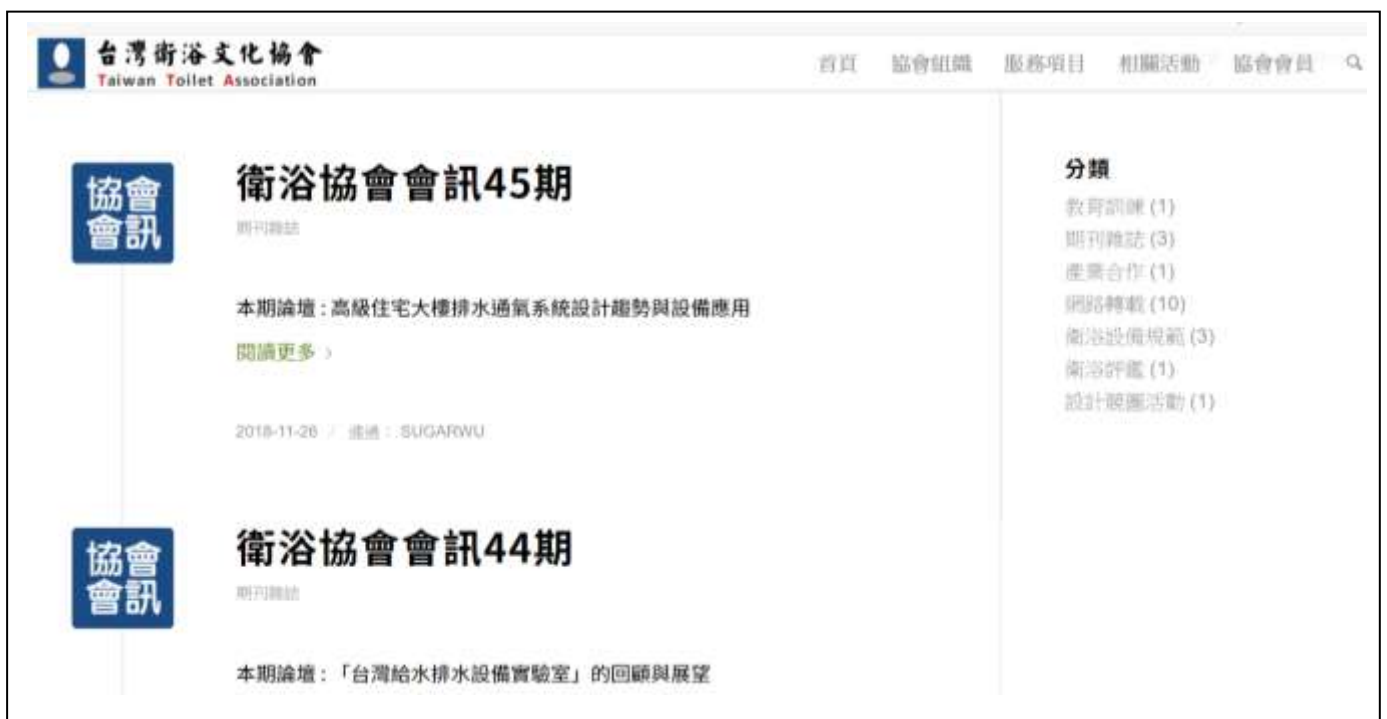 台灣衛浴文化協會
Taiwan Toilet Association
首頁 協會組織 服務項目 相關活動 協會會員
協會
會訊
衛浴協會會訊45期
期刊雜誌
本期論壇：高級住宅大樓排水通氣系統設計趨勢與設備應用
閱讀更多
2018-11-26 / 通過：SUGARWU
協會
會訊
衛浴協會會訊44期
期刊雜誌
本期論壇：「台灣給水排水設備實驗室」的回顧與展望
分類
教育訓練 (1)
期刊雜誌 (3)
產業合作 (1)
網路轉載 (10)
衛浴設備規範 (3)
衛浴評鑑 (1)
設計競圖活動 (1)